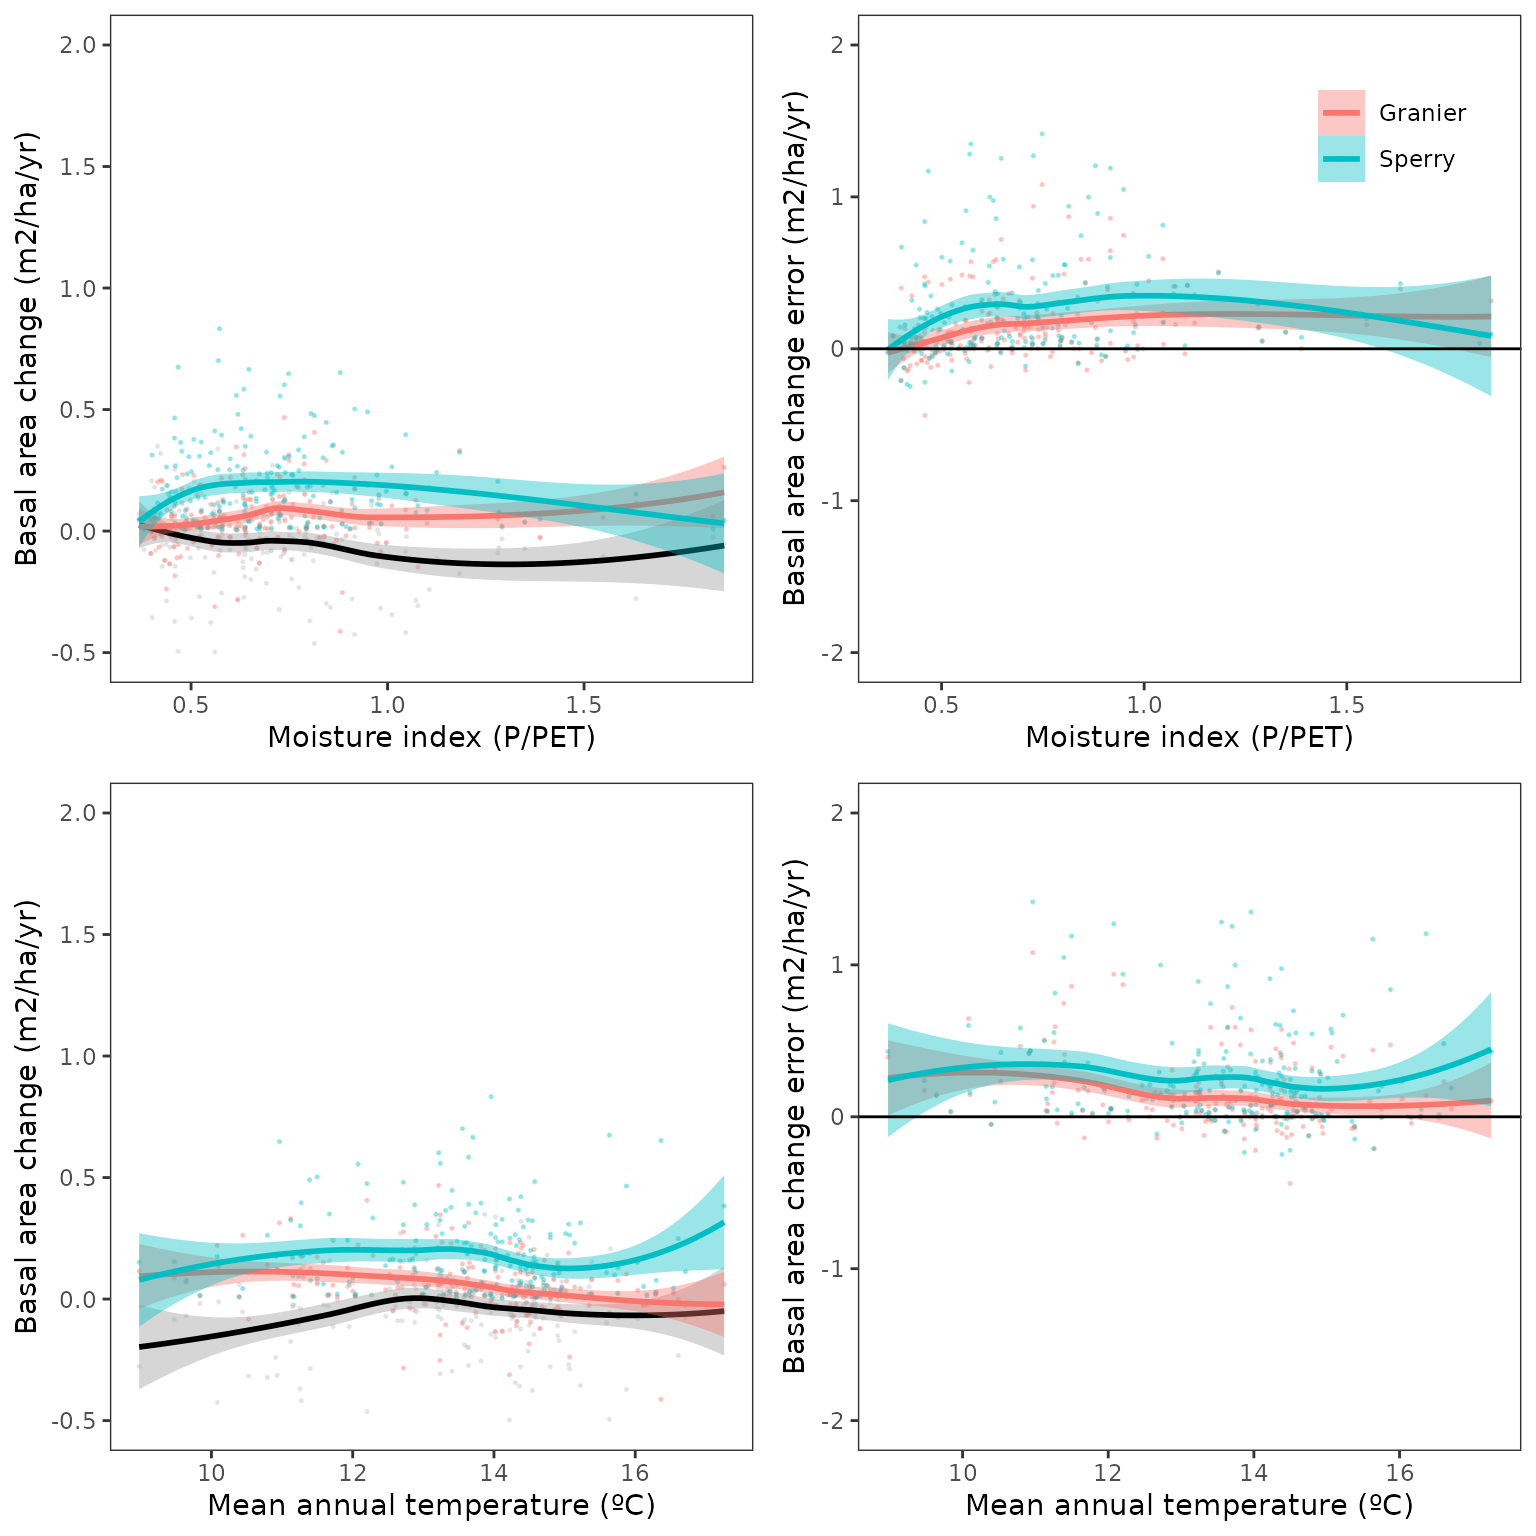 Basal area change (m2/ha/yr)
2.0
1.5
1.0
0.5
0.0
-0.5
0.5 1.0 1.5
Moisture index (P/PET)
Basal area change error (m2/ha/yr)
2
1
0
-1
-2
Granier
Sperry
0.5 1.0 1.5
Moisture index (P/PET)
Basal area change (m2/ha/yr)
2.0
1.5
1.0
0.5
0.0
-0.5
10 12 14 16
Mean annual temperature (ºC)
Basal area change error (m2/ha/yr)
2
1
0
-1
-2
10 12 14 16
Mean annual temperature (ºC)